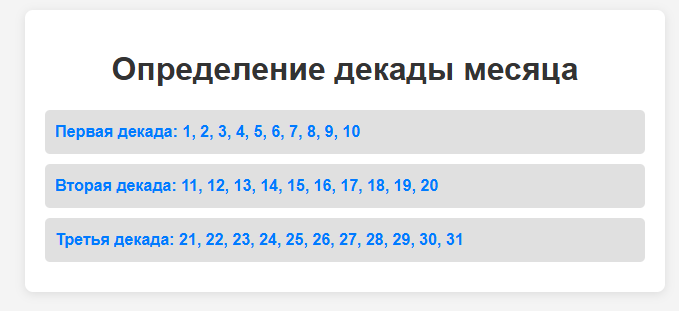 Определение декады месяца
Первая декада: 1, 2, 3, 4, 5, 6, 7, 8, 9, 10
Вторая декада: 11, 12, 13, 14, 15, 16, 17, 18, 19, 20
Третья декада: 21, 22, 23, 24, 25, 26, 27, 28, 29, 30, 31